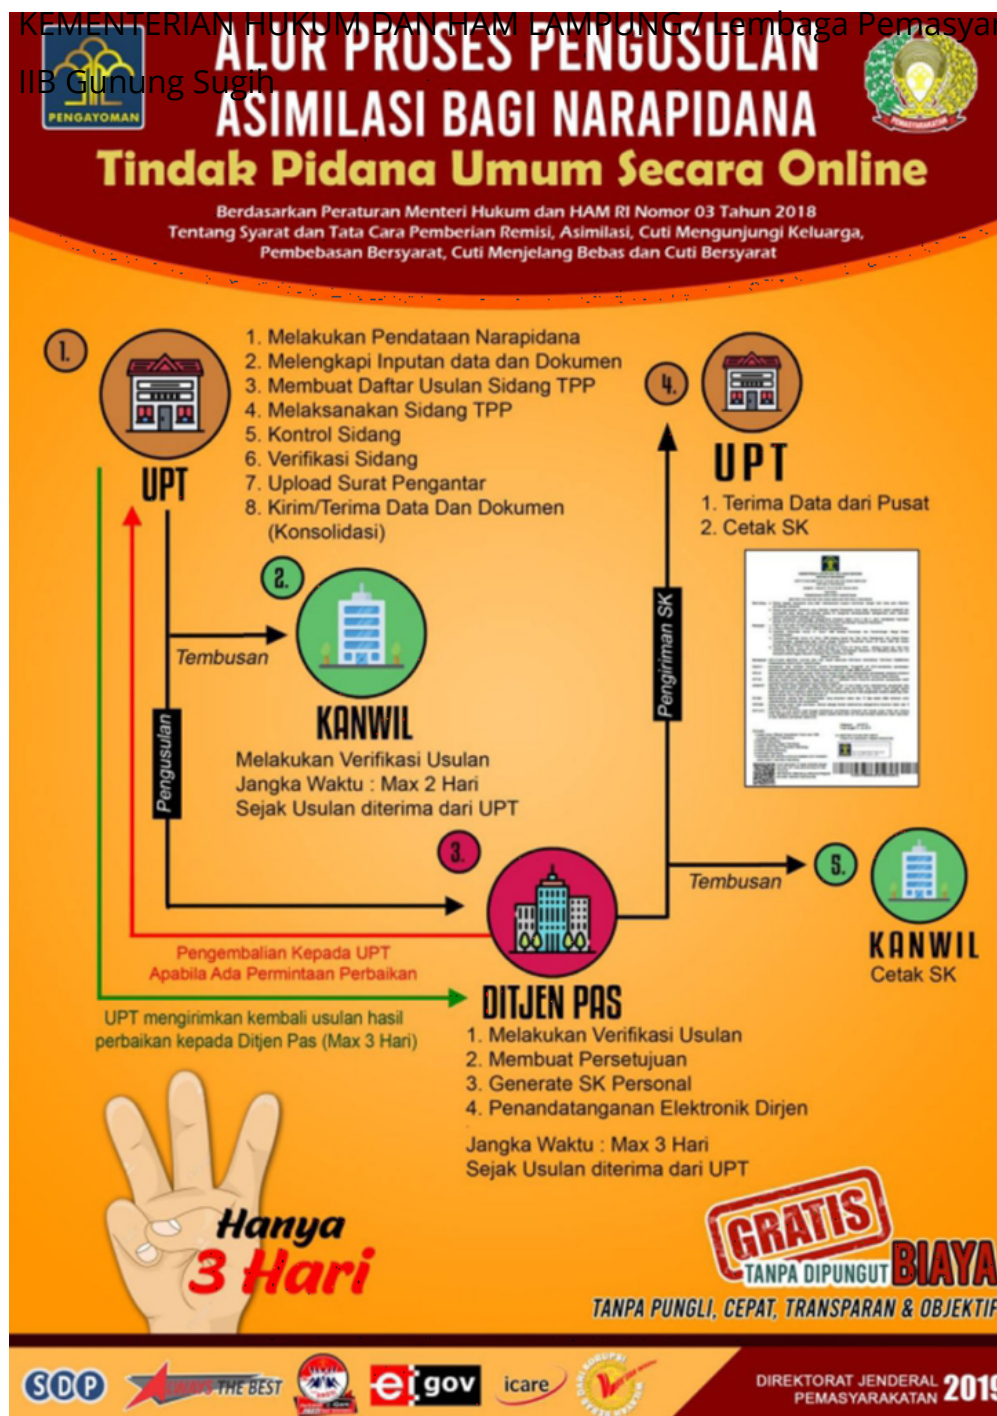 KEMENTERIAN HUKUM DAN HAM LAMPUNG / Lembaga Pemasyar
IIB Gunung Sugih
PENGAYOMAN
ALUR PROSES PENGUSULAN
ASIMILASI BAGI NARAPIDANA
PEMASYARAKATAN
Tindak Pidana Umum Secara Online
Berdasarkan Peraturan Menteri Hukum dan HAM RI Nomor 03 Tahun 2018
Tentang Syarat dan Tata Cara Pemberian Remisi, Asimilasi, Cuti Mengunjungi Keluarga,
Pembebasan Bersyarat, Cuti Menjelang Bebas dan Cuti Bersyarat
1.
UPT
1. Melakukan Pendataan Narapidana
2. Melengkapi Inputan data dan Dokumen
3. Membuat Daftar Usulan Sidang TPP
4. Melaksanakan Sidang TPP
5. Kontrol Sidang
6. Verifikasi Sidang
7. Upload Surat Pengantar
8. Kirim/Terima Data Dan Dokumen
(Konsolidasi)
4.
UPT
1. Terima Data dari Pusat
2. Cetak SK
2.
Tembusan
KANWIL
Melakukan Verifikasi Usulan
Jangka Waktu : Max 2 Hari
Sejak Usulan diterima dari UPT
Pengusulan
Pengiriman SK
3.
Tembusan
5.
KANWIL
Cetak SK
Pengembalian Kepada UPT
Apabila Ada Permintaan Perbaikan
UPT mengirimkan kembali usulan hasil
perbaikan kepada Ditjen Pas (Max 3 Hari)
DITJEN PAS
1. Melakukan Verifikasi Usulan
2. Membuat Persetujuan
3. Generate SK Personal
4. Penandatanganan Elektronik Dirjen
Jangka Waktu : Max 3 Hari
Sejak Usulan diterima dari UPT
Hanya
3 Hari
GRATIS
TANPA DIPUNGUT BIAYA
TANPA PUNGLI, CEPAT, TRANSPARAN & OBJEKTIF
SDP
ALWAYS THE BEST
e gov
icare
DIREKTORAT JENDERAL
PEMASYARAKATAN
2019